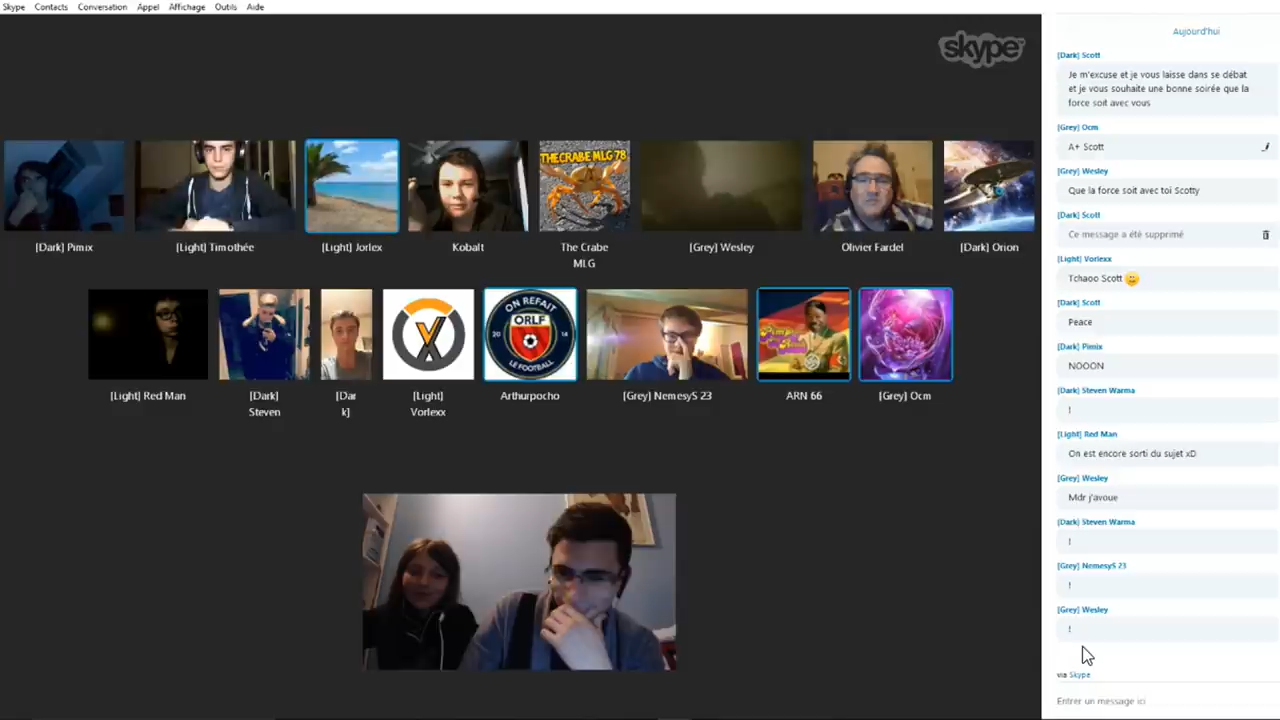 Skype Contacts Conversation Appel Affichage Outils Aide
skype
THECRABE MLG 78
[Dark] Pimix
[Light] Timothée
[Light] Jorlex
Kobalt
The Crabe
MLG
[Grey] Wesley
Olivier Fardel
[Dark] Orion
ON REFAIT
ORLF
20 14
LE FOOTBALL
[Light] Red Man
[Dark]
Steven
[Dar
k]
[Light]
Vorlexx
Arthurpocho
[Grey] NemesyS 23
ARN 66
[Grey] Ocm
Aujourd'hui
[Dark] Scott
Je m'excuse et je vous laisse dans se débat
et je vous souhaite une bonne soirée que la
force soit avec vous
[Grey] Ocm
A+ Scott
[Grey] Wesley
Que la force soit avec toi Scotty
[Dark] Scott
Ce message a été supprimé
[Light] Vorlexx
Tchaoo Scott
[Dark] Scott
Peace
[Dark] Pimix
NOOON
[Dark] Steven Warma
!
[Light] Red Man
On est encore sorti du sujet xD
[Grey] Wesley
Mdr j'avoue
[Dark] Steven Warma
!
[Grey] NemesyS 23
!
[Grey] Wesley
!
via Skype
Entrer un message ici